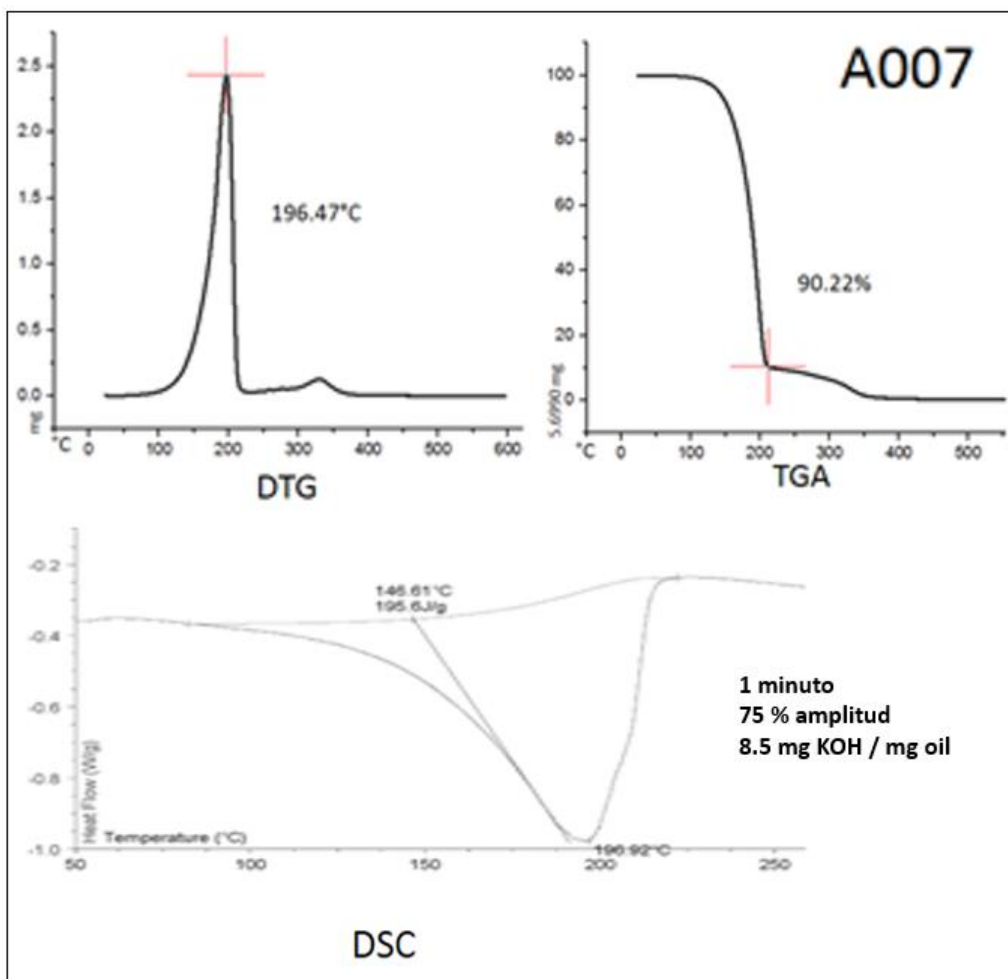 A007
2.5
2.0
1.5
1.0
0.5
0.0
mg
°C 0 100 200 300 400 500 600
196.47°C
DTG
100
80
60
40
20
0
°C 0 100 200 300 400 500
90.22%
TGA
-0.2
-0.4
-0.6
-0.8
-1.0
Heat Flow (W/g)
146.61°C
195.6J/g
196.92°C
Temperature (°C)
50 100 150 200 250
1 minuto
75 % amplitud
8.5 mg KOH / mg oil
DSC